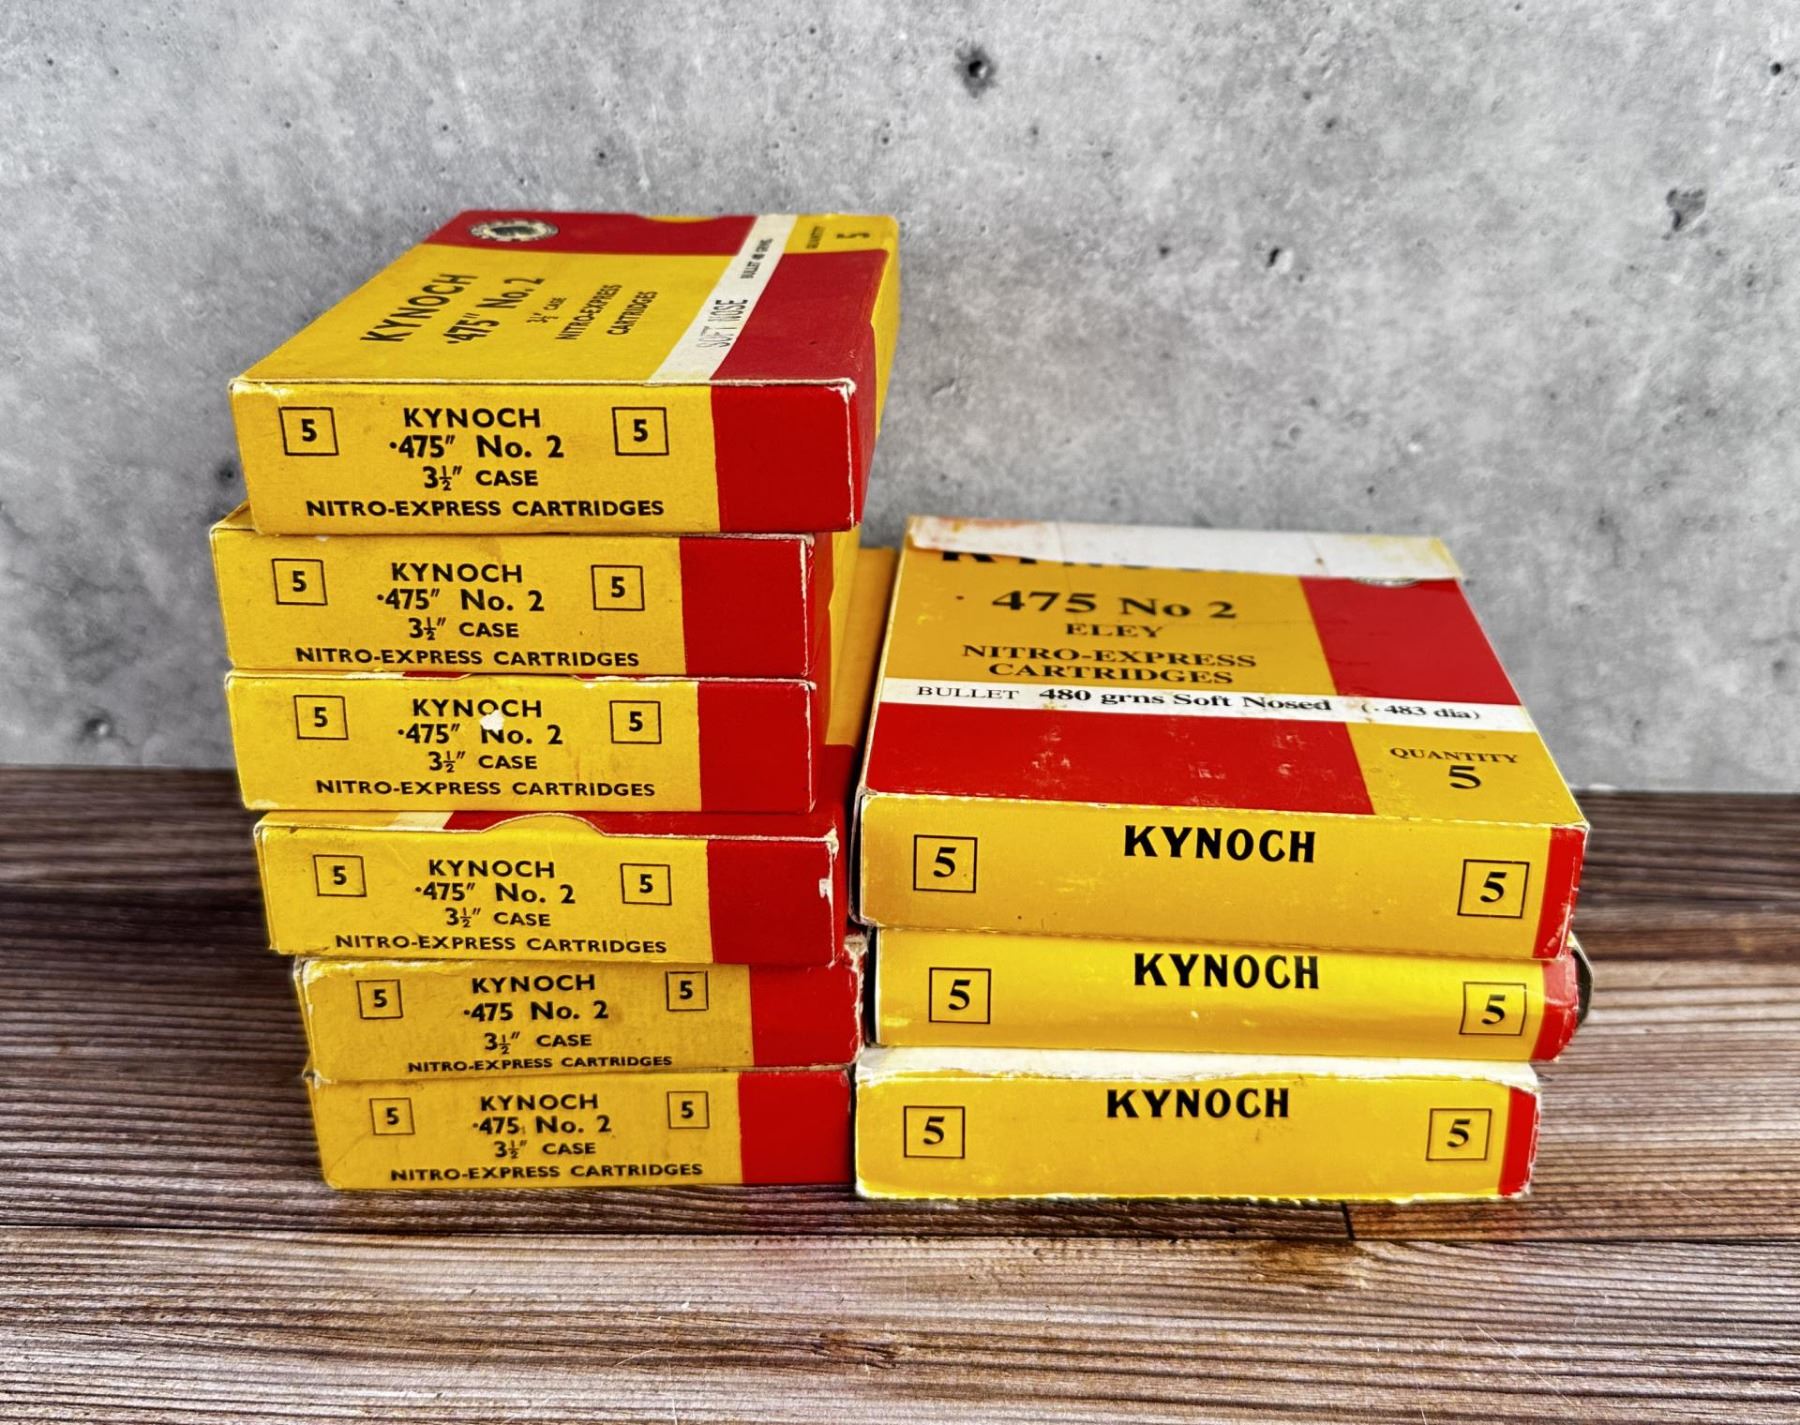 KYNOCH
·475" No. 2
3½" CASE
NITRO-EXPRESS
CARTRIDGES
SOFT NOSE
BULLET 480 GRNS
QUANTITY
5
5 KYNOCH 5
·475" No. 2
3½" CASE
NITRO-EXPRESS CARTRIDGES
5 KYNOCH 5
·475" No. 2
3½" CASE
NITRO-EXPRESS CARTRIDGES
5 KYNOCH 5
·475" No. 2
3½" CASE
NITRO-EXPRESS CARTRIDGES
5 KYNOCH 5
·475" No. 2
3½" CASE
NITRO-EXPRESS CARTRIDGES
5 KYNOCH 5
·475 No. 2
3½" CASE
NITRO-EXPRESS CARTRIDGES
5 KYNOCH 5
·475 No. 2
3½" CASE
NITRO-EXPRESS CARTRIDGES
· 475 No 2
ELEY
NITRO-EXPRESS
CARTRIDGES
BULLET 480 grns Soft Nosed (·483 dia)
QUANTITY
5
5 KYNOCH 5
5 KYNOCH 5
5 KYNOCH 5